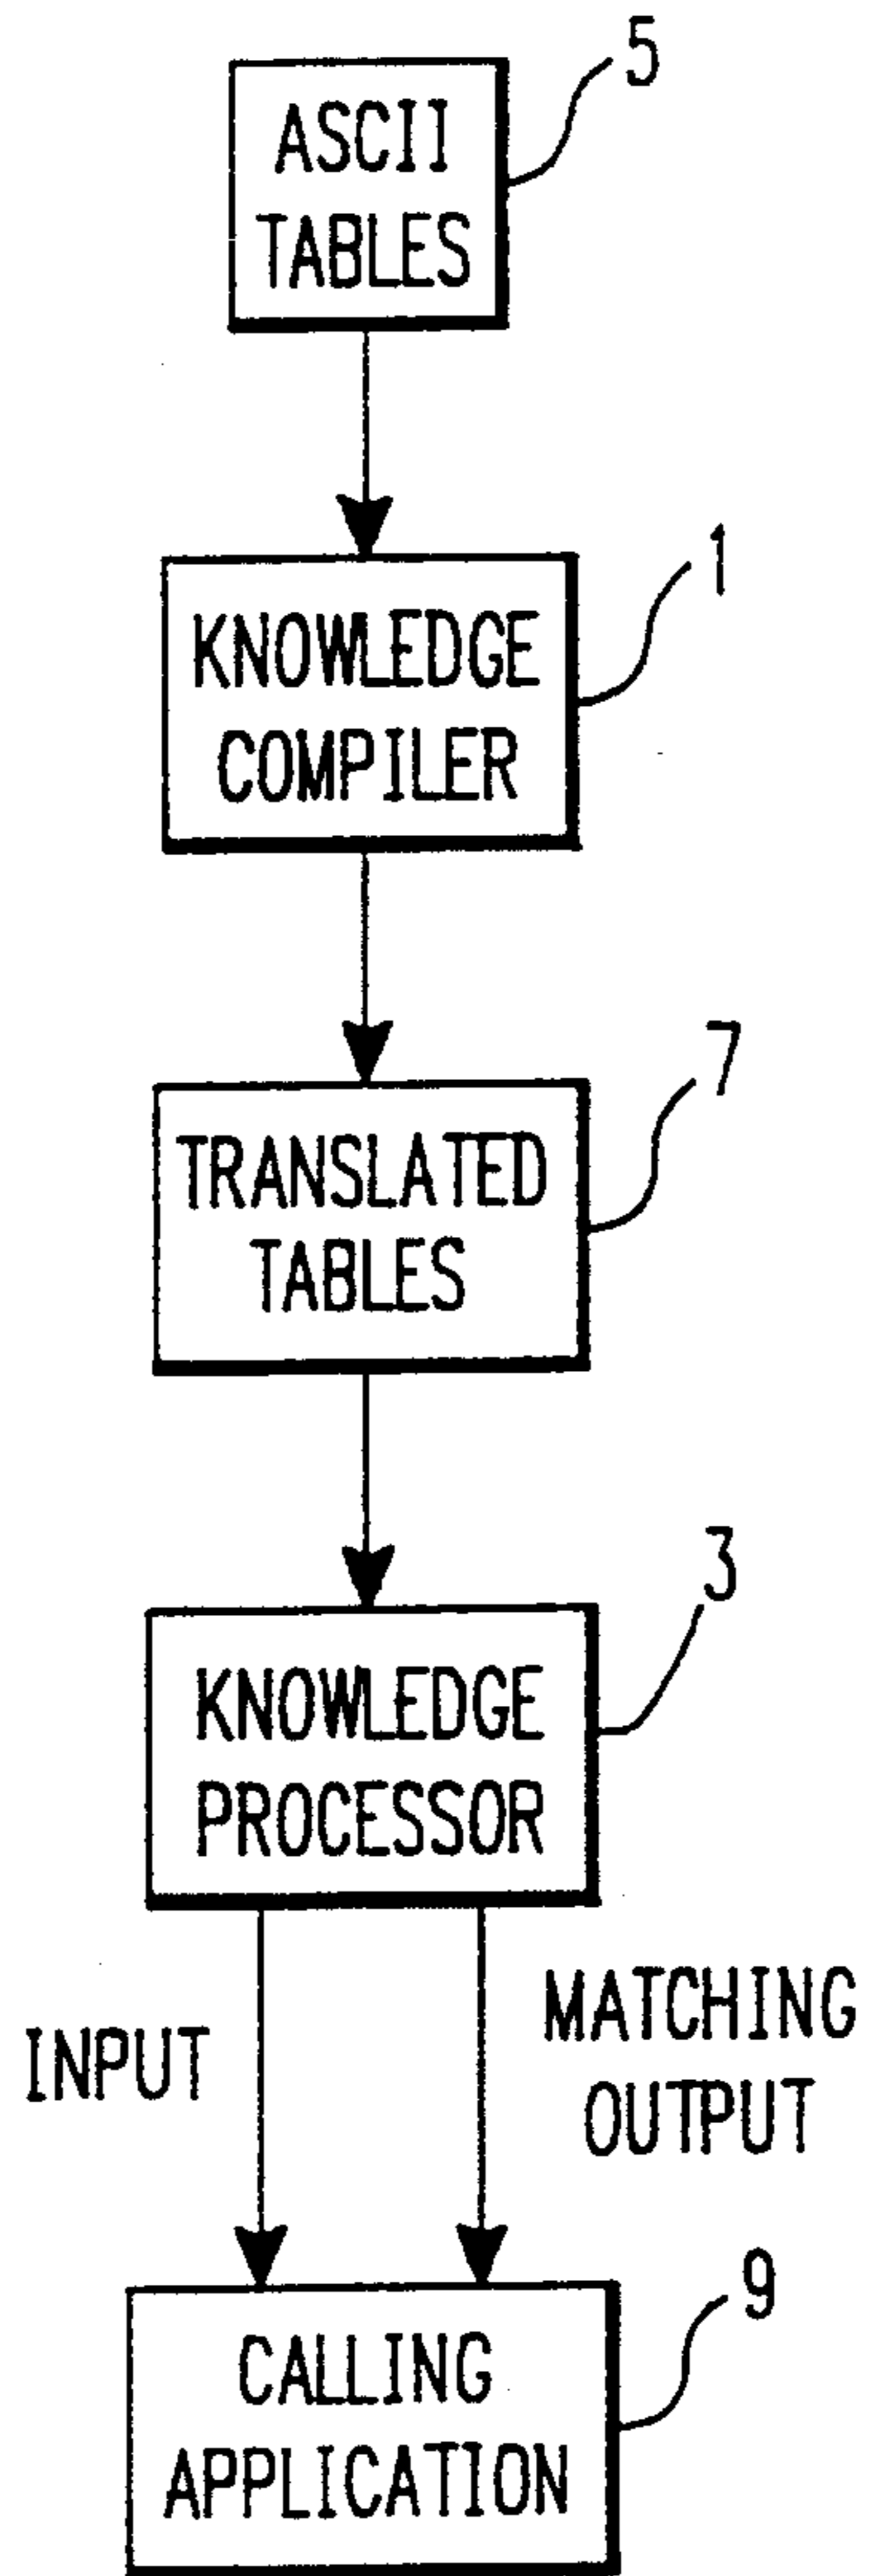 5
ASCII
TABLES
1
KNOWLEDGE
COMPILER
7
TRANSLATED
TABLES
3
KNOWLEDGE
PROCESSOR
INPUT
MATCHING
OUTPUT
9
CALLING
APPLICATION